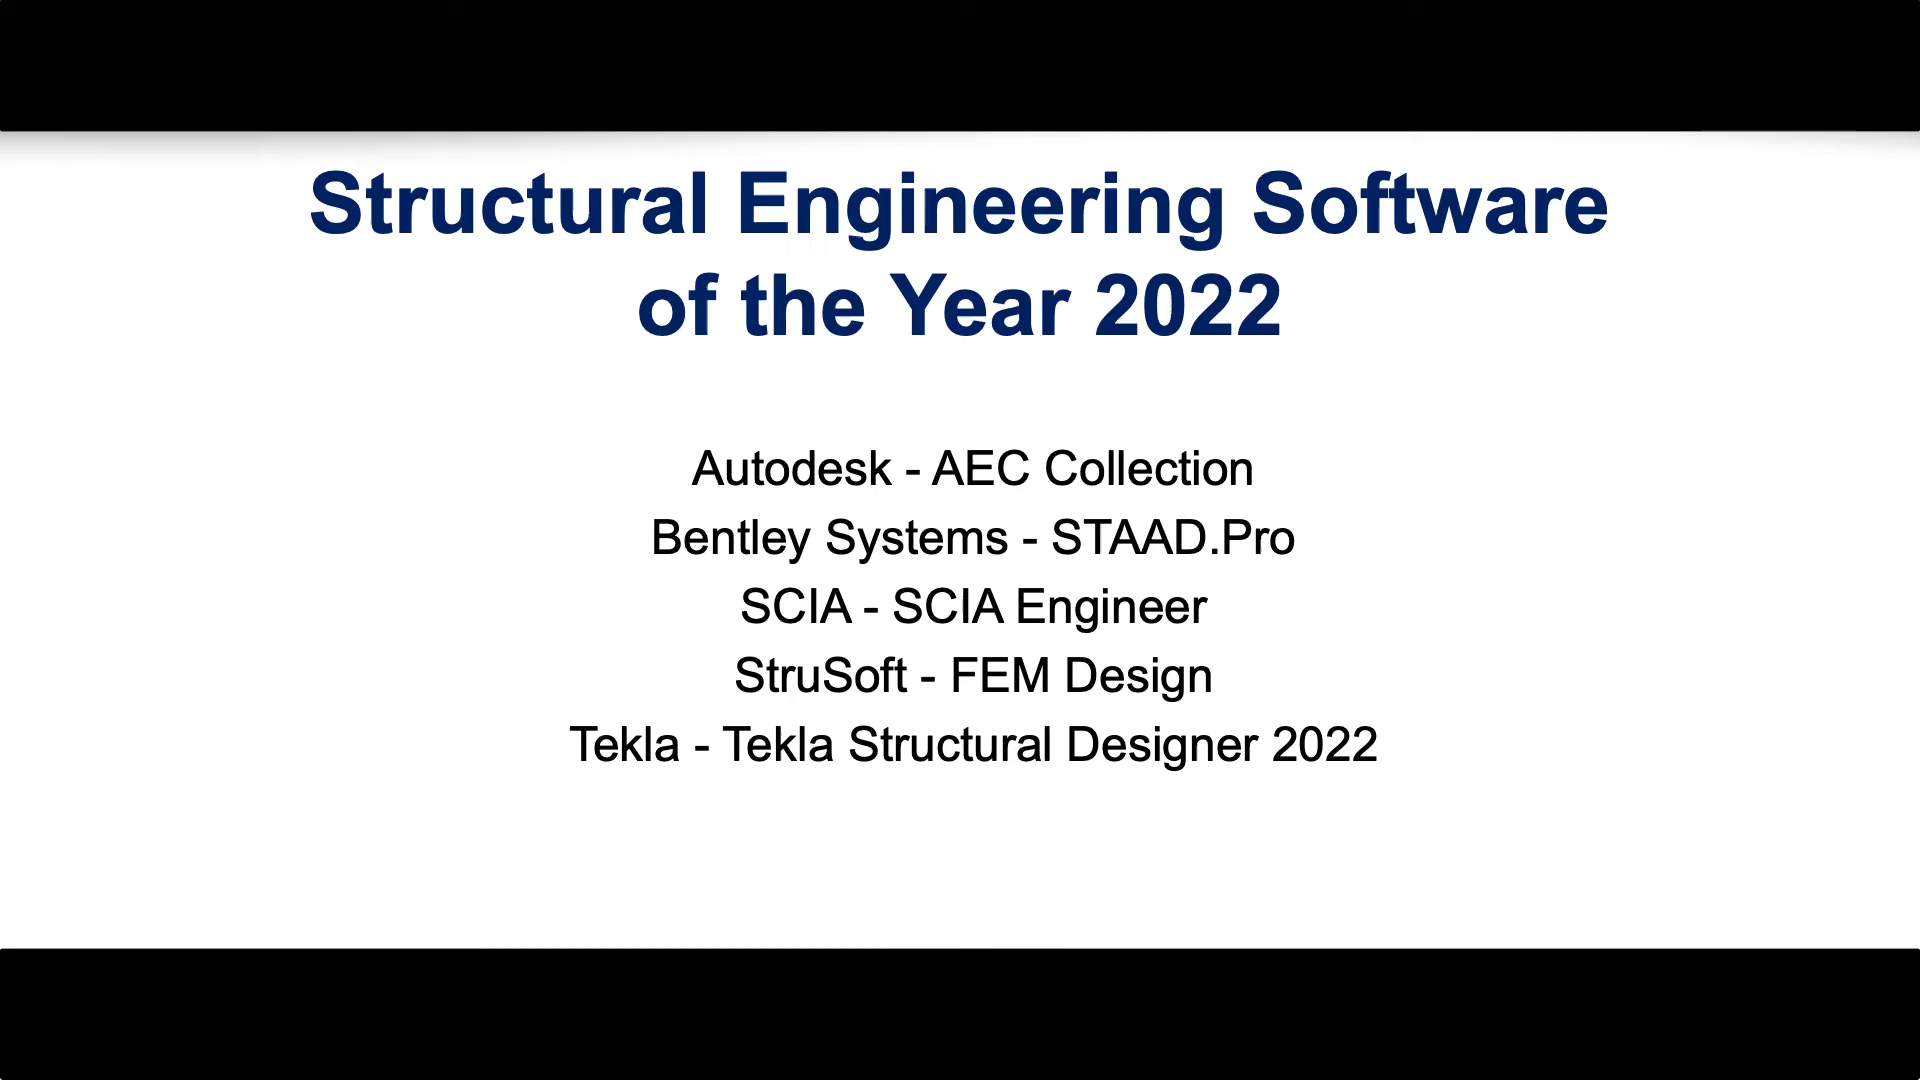 Structural Engineering Software
of the Year 2022
Autodesk - AEC Collection
Bentley Systems - STAAD.Pro
SCIA - SCIA Engineer
StruSoft - FEM Design
Tekla - Tekla Structural Designer 2022